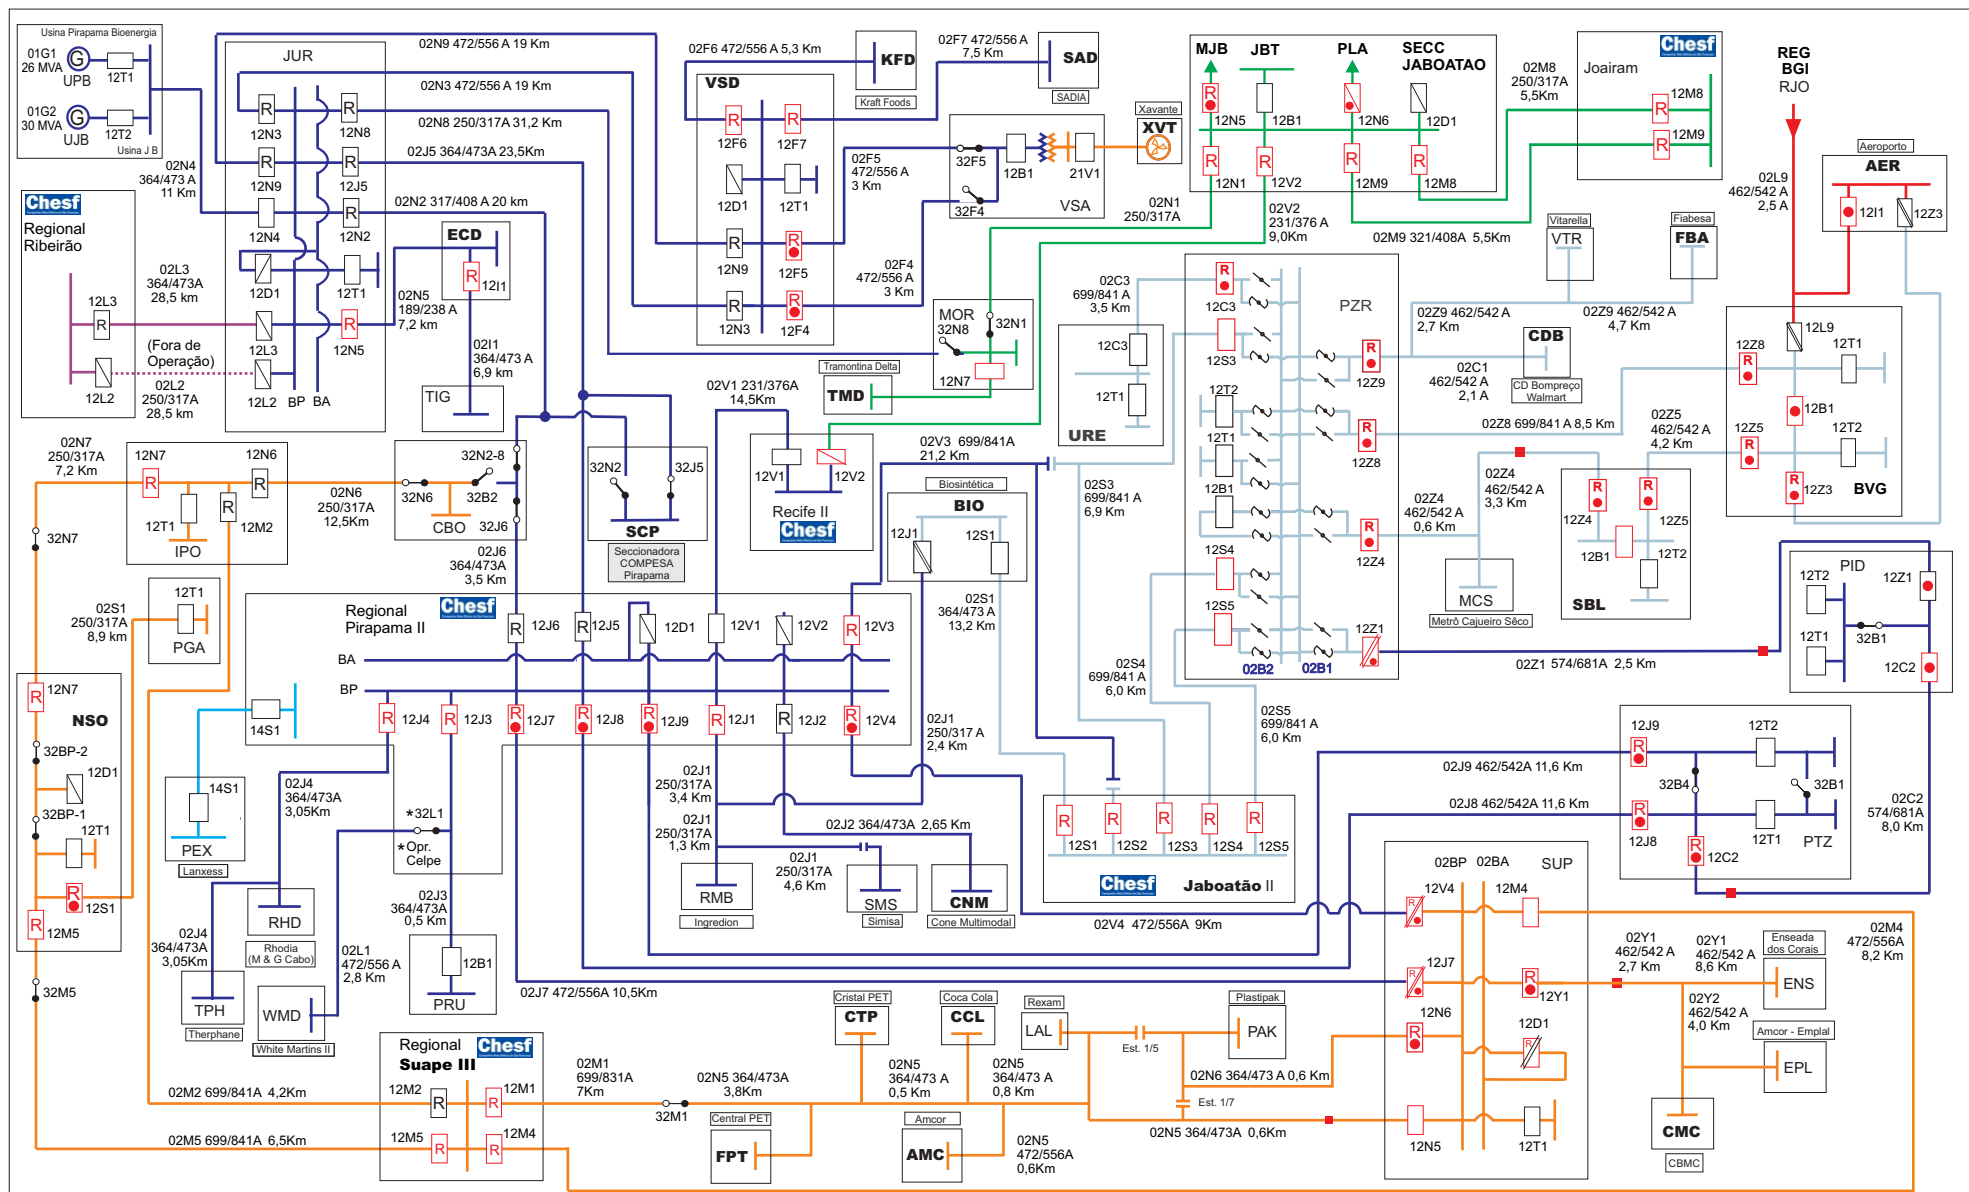 Usina Pirapama Bioenergia
01G1
26 MVA
G
UPB
12T1
01G2
30 MVA
G
UJB
12T2
Usina J B
02N4
364/473 A
11 Km
JUR
R
12N3
R
12N8
R
12N9
R
12J5
12N4
R
12N2
12D1
12T1
12L3
R
12N5
12L2
BP
BA
02N9 472/556 A 19 Km
02N3 472/556 A 19 Km
02N8 250/317A 31,2 Km
02J5 364/473 A 23,5Km
02N2 317/408 A 20 km
Chesf
Regional
Ribeirão
12L3
R
12L2
02L3
364/473A
28,5 km
(Fora de
Operação)
02L2
250/317A
28,5 km
02N5
189/238 A
7,2 km
ECD
R
12I1
02I1
364/473 A
6,9 km
TIG
VSD
R
12F6
R
12F7
12D1
12T1
R
12N9
R
12F5
R
12N3
R
12F4
02F6 472/556 A 5,3 Km
KFD
Kraft Foods
02F7 472/556 A
7,5 Km
SAD
SADIA
02F5
472/556 A
3 Km
02F4
472/556 A
3 Km
32F5
12B1
21V1
32F4
VSA
Xavante
XVT
MJB
JBT
PLA
SECC
JABOATAO
R
12N5
12B1
12N6
12D1
R
12N1
R
12V2
R
12M9
R
12M8
02N1
250/317A
02V2
231/376 A
9,0Km
02M9 321/408A 5,5Km
02M8
250/317A
5,5Km
Chesf
Joairam
R
12M8
R
12M9
REG
BGI
RJO
02L9
462/542 A
2,5 A
Aeroporto
AER
12I1
12Z3
Vitarella
VTR
Fiabesa
FBA
02Z9 462/542 A
2,7 Km
02Z9 462/542 A
4,7 Km
CDB
CD Bompreço
Walmart
02C1
462/542 A
2,1 A
02Z8 699/841 A 8,5 Km
02Z5
462/542 A
4,2 Km
12L9
R
12Z8
12T1
12B1
R
12Z5
12T2
R
12Z3
BVG
MOR
32N8
32N1
12N7
Tramontina Delta
TMD
02V1 231/376A
14,5Km
12V1
12V2
Recife II
Chesf
02V3 699/841A
21,2 Km
02C3
699/841 A
3,5 Km
12C3
12T1
URE
PZR
R
12C3
12S3
12T2
12T1
12B1
12S4
12S5
R
12Z9
R
12Z8
R
12Z4
12Z1
02B2
02B1
02Z4
462/542 A
0,6 Km
02Z4
462/542 A
3,3 Km
MCS
Metrô Cajueiro Sêco
R
12Z4
R
12Z5
12B1
12T2
SBL
02Z1 574/681A 2,5 Km
PID
12T2
12Z1
12T1
32B1
12C2
02N7
250/317A
7,2 Km
12N7
R
12N6
R
12T1
R
12M2
IPO
32N7
02N6
250/317A
12,5Km
32N6
32N2-8
32B2
CBO
32J6
02J6
364/473A
3,5 Km
32N2
32J5
SCP
Seccionadora
COMPESA
Pirapama
Biosintética
BIO
12J1
12S1
02S1
364/473 A
13,2 Km
02S3
699/841 A
6,9 Km
02S4
699/841 A
6,0 Km
02S5
699/841 A
6,0 Km
02S1
250/317A
8,9 km
12T1
PGA
Regional
Pirapama II
Chesf
R
12J6
R
12J5
12D1
12V1
12V2
R
12V3
BA
BP
R
12J4
R
12J3
R
12J7
R
12J8
R
12J9
R
12J1
R
12J2
R
12V4
14S1
12N7
R
NSO
32BP-2
12D1
32BP-1
12T1
R
12S1
R
12M5
32M5
14S1
PEX
Lanxess
02J4
364/473A
3,05Km
*32L1
*Opr.
Celpe
RHD
Rhodia
(M & G Cabo)
02J4
364/473A
3,05Km
TPH
Therphane
02L1
472/556 A
2,8 Km
WMD
White Martins II
02J3
364/473A
0,5 Km
12B1
PRU
02J1
250/317A
3,4 Km
02J1
250/317A
1,3 Km
02J1
250/317 A
2,4 Km
02J2 364/473A 2,65 Km
02J1
250/317A
4,6 Km
RMB
Ingredion
SMS
Simisa
CNM
Cone Multimodal
R
12S1
R
12S2
R
12S3
R
12S4
R
12S5
Chesf
Jaboatão II
02J9 462/542A 11,6 Km
02J8 462/542A 11,6 Km
12J9
R
12T2
32B4
32B1
R
12J8
12T1
R
12C2
PTZ
02C2
574/681A
8,0 Km
02V4 472/556A 9Km
02J7 472/556A 10,5Km
02BP
02BA
SUP
12V4
R
12M4
12J7
R
R
12Y1
12N6
R
12D1
R
N
12N5
12T1
02M4
472/556A
8,2 Km
02Y1
462/542 A
2,7 Km
02Y1
462/542 A
8,6 Km
Enseada
dos Corais
ENS
02Y2
462/542 A
4,0 Km
Amcor - Emplal
EPL
CMC
CBMC
Regional
Suape III
Chesf
12M2
R
12M1
R
12M5
R
12M4
R
02M2 699/841A 4,2Km
02M5 699/841A 6,5Km
02M1
699/831A
7Km
32M1
02N5 364/473A
3,8Km
Central PET
FPT
Cristal PET
CTP
02N5
364/473 A
0,5 Km
Coca Cola
CCL
02N5
364/473 A
0,8 Km
Amcor
AMC
02N5
472/556A
0,6Km
Rexam
LAL
Est. 1/5
Plastipak
PAK
02N6 364/473 A 0,6 Km
Est. 1/7
02N5 364/473A 0,6Km